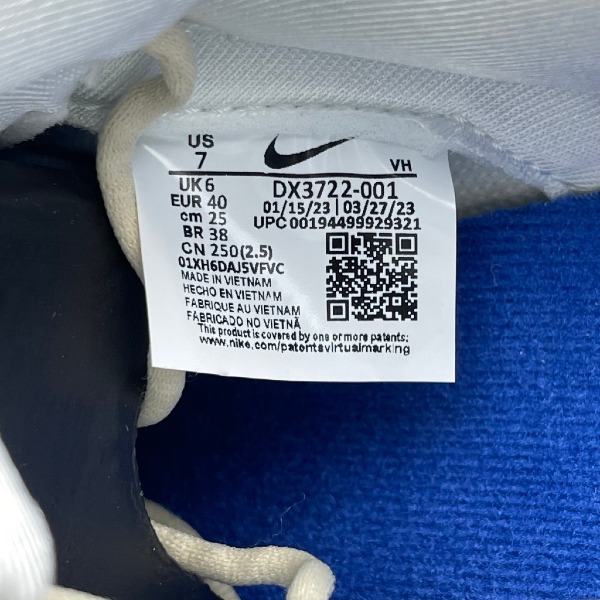 US
7
VH
UK 6
EUR 40
cm 25
BR 38
CN 250(2.5)
DX3722-001
01/15/23 | 03/27/23
UPC 00194499929321
01XH6DAJ5VFVC
MADE IN VIETNAM
HECHO EN VIETNAM
FABRIQUE AU VIETNAM
FABRICADO NO VIETNÃ
This product is covered by one or more patents;
www.nike.com/patentsvirtualmarking